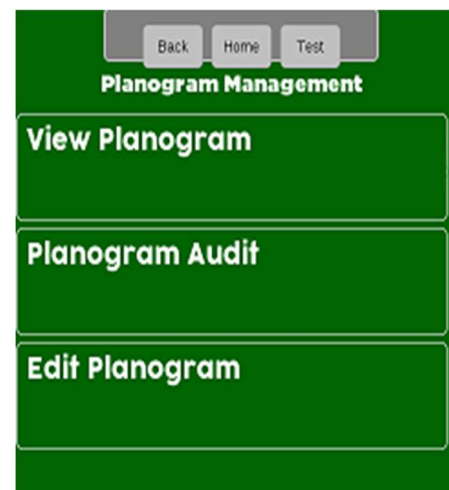 Back Home Test
Planogram Management
View Planogram
Planogram Audit
Edit Planogram